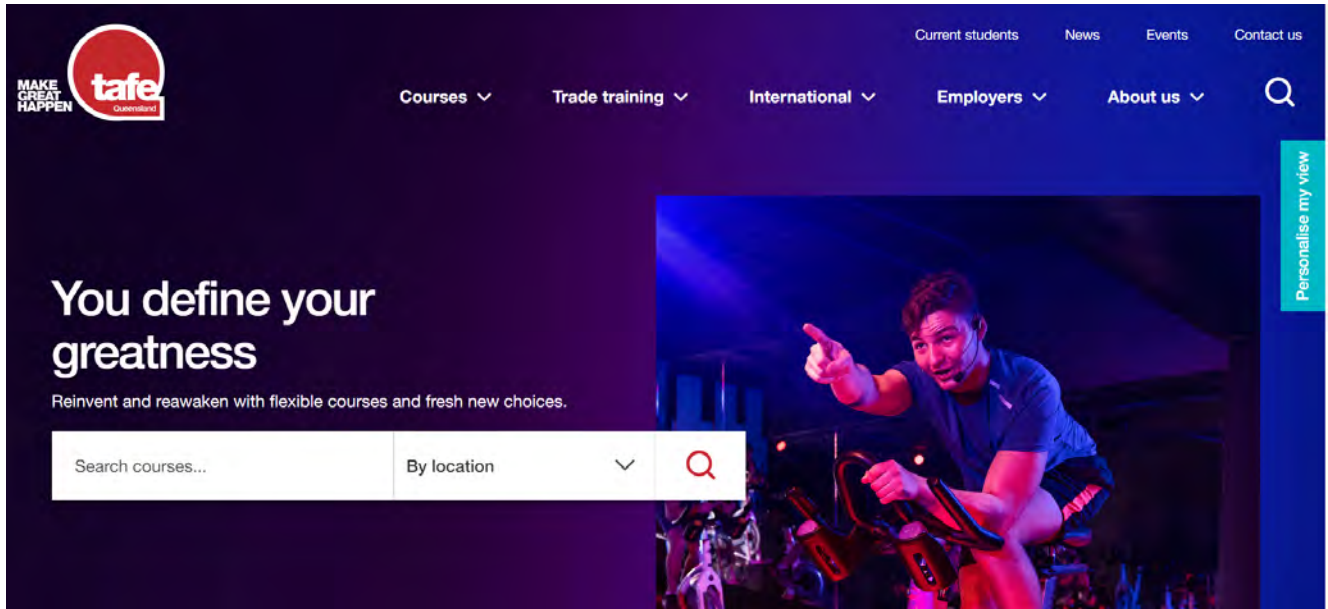 Current students News Events Contact us
MAKE
GREAT
HAPPEN
tafe
Queensland
Courses Trade training International Employers About us
Personalise my view
You define your
greatness
Reinvent and reawaken with flexible courses and fresh new choices.
Search courses... By location